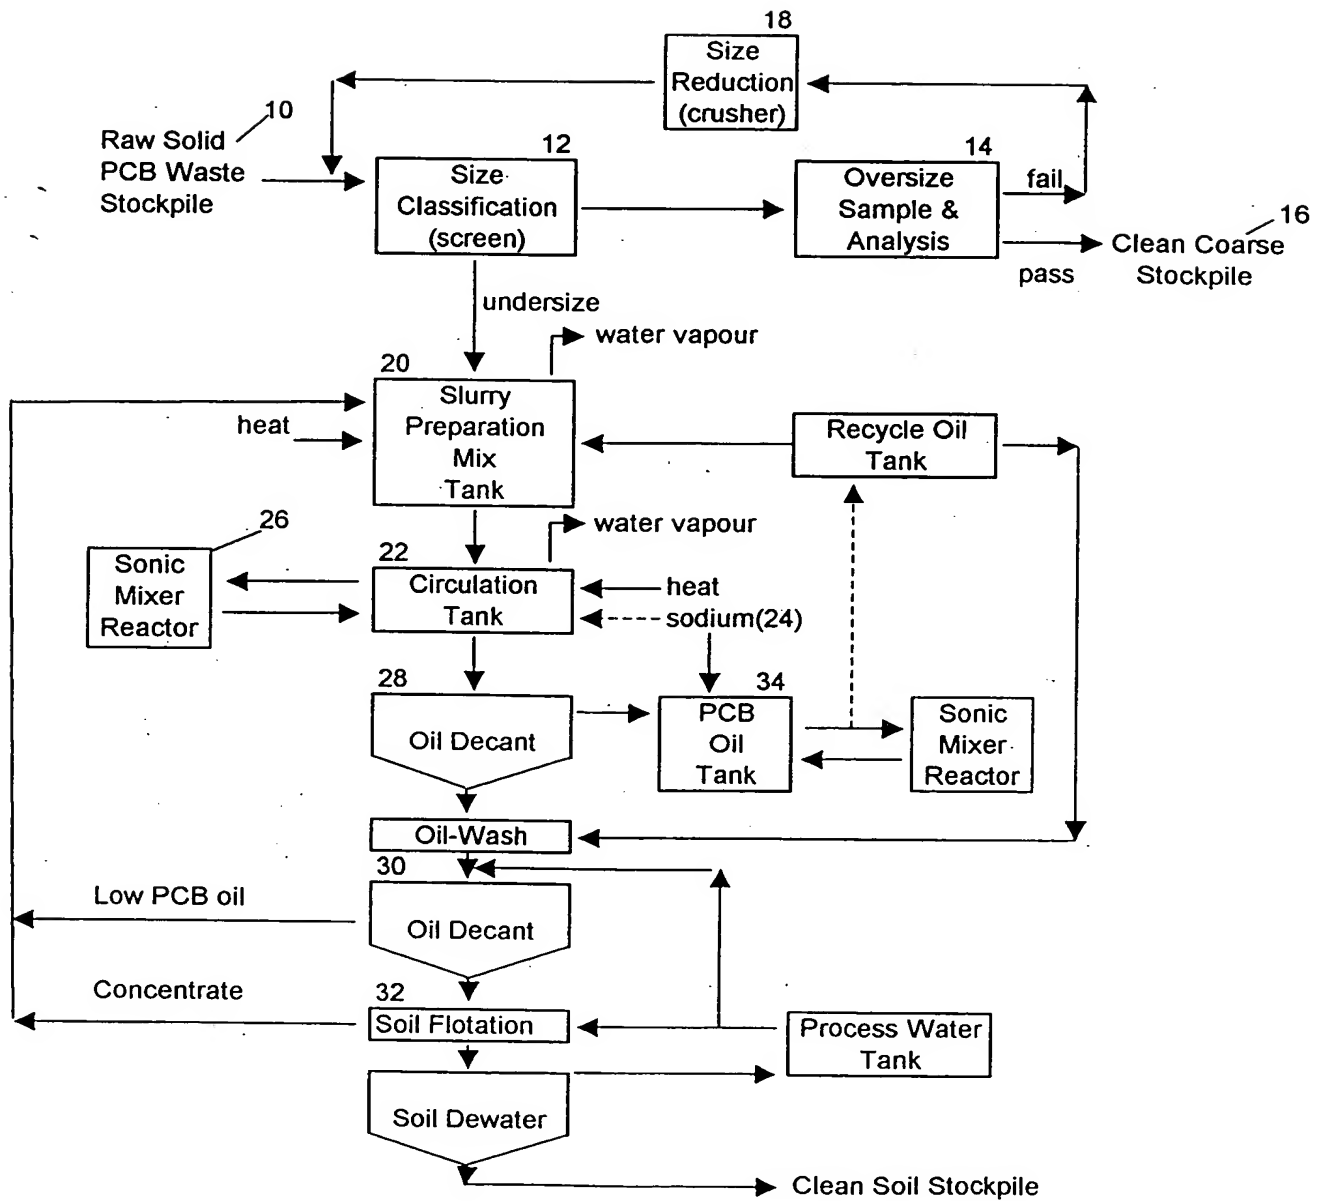 18
Size
Reduction
(crusher)
10
Raw Solid
PCB Waste
Stockpile
12
Size
Classification
(screen)
14
Oversize
Sample &
Analysis
fail
pass
16
Clean Coarse
Stockpile
undersize
water vapour
20
Slurry
Preparation
Mix
Tank
heat
Recycle Oil
Tank
water vapour
26
Sonic
Mixer
Reactor
22
Circulation
Tank
heat
sodium(24)
28
Oil Decant
34
PCB
Oil
Tank
Sonic
Mixer
Reactor
Oil-Wash
30
Low PCB oil
Oil Decant
Concentrate
32
Soil Flotation
Process Water
Tank
Soil Dewater
Clean Soil Stockpile